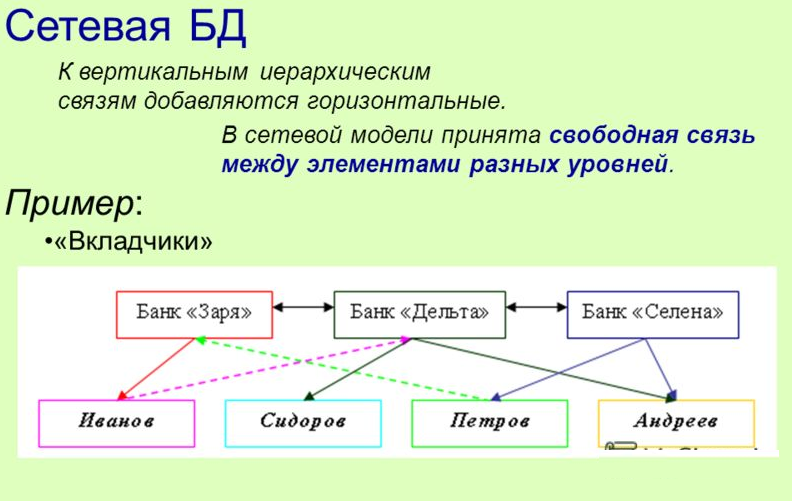 Сетевая БД
К вертикальным иерархическим
связям добавляются горизонтальные.
В сетевой модели принята свободная связь
между элементами разных уровней.
Пример:
•«Вкладчики»
Банк «Заря» Банк «Дельта» Банк «Селена»
Иванов Сидоров Петров Андреев